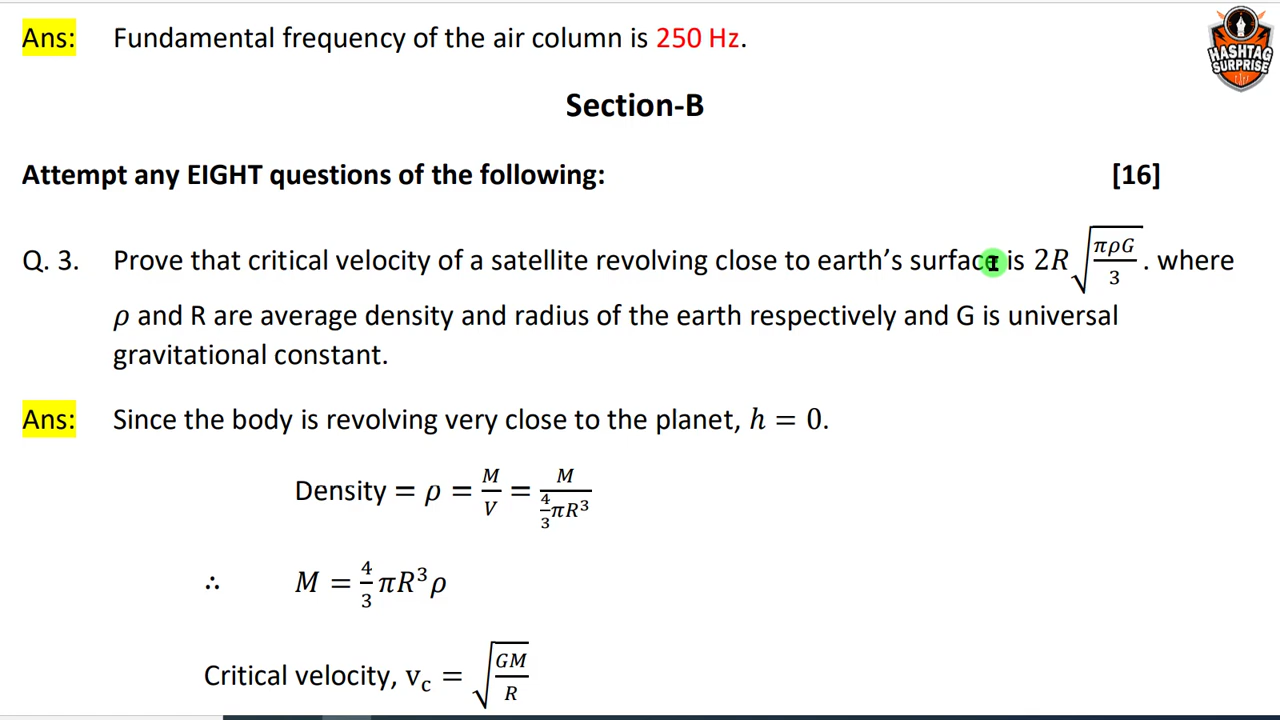 Ans: Fundamental frequency of the air column is 250 Hz.
HASHTAG
SURPRISE
Section-B
Attempt any EIGHT questions of the following: [16]
Q. 3. Prove that critical velocity of a satellite revolving close to earth's surface is 2R√(πρG/3). where
ρ and R are average density and radius of the earth respectively and G is universal
gravitational constant.
Ans: Since the body is revolving very close to the planet, h = 0.
Density = ρ = M/V = M/(4/3 πR³)
∴ M = 4/3 πR³ρ
Critical velocity, v_c = √(GM/R)